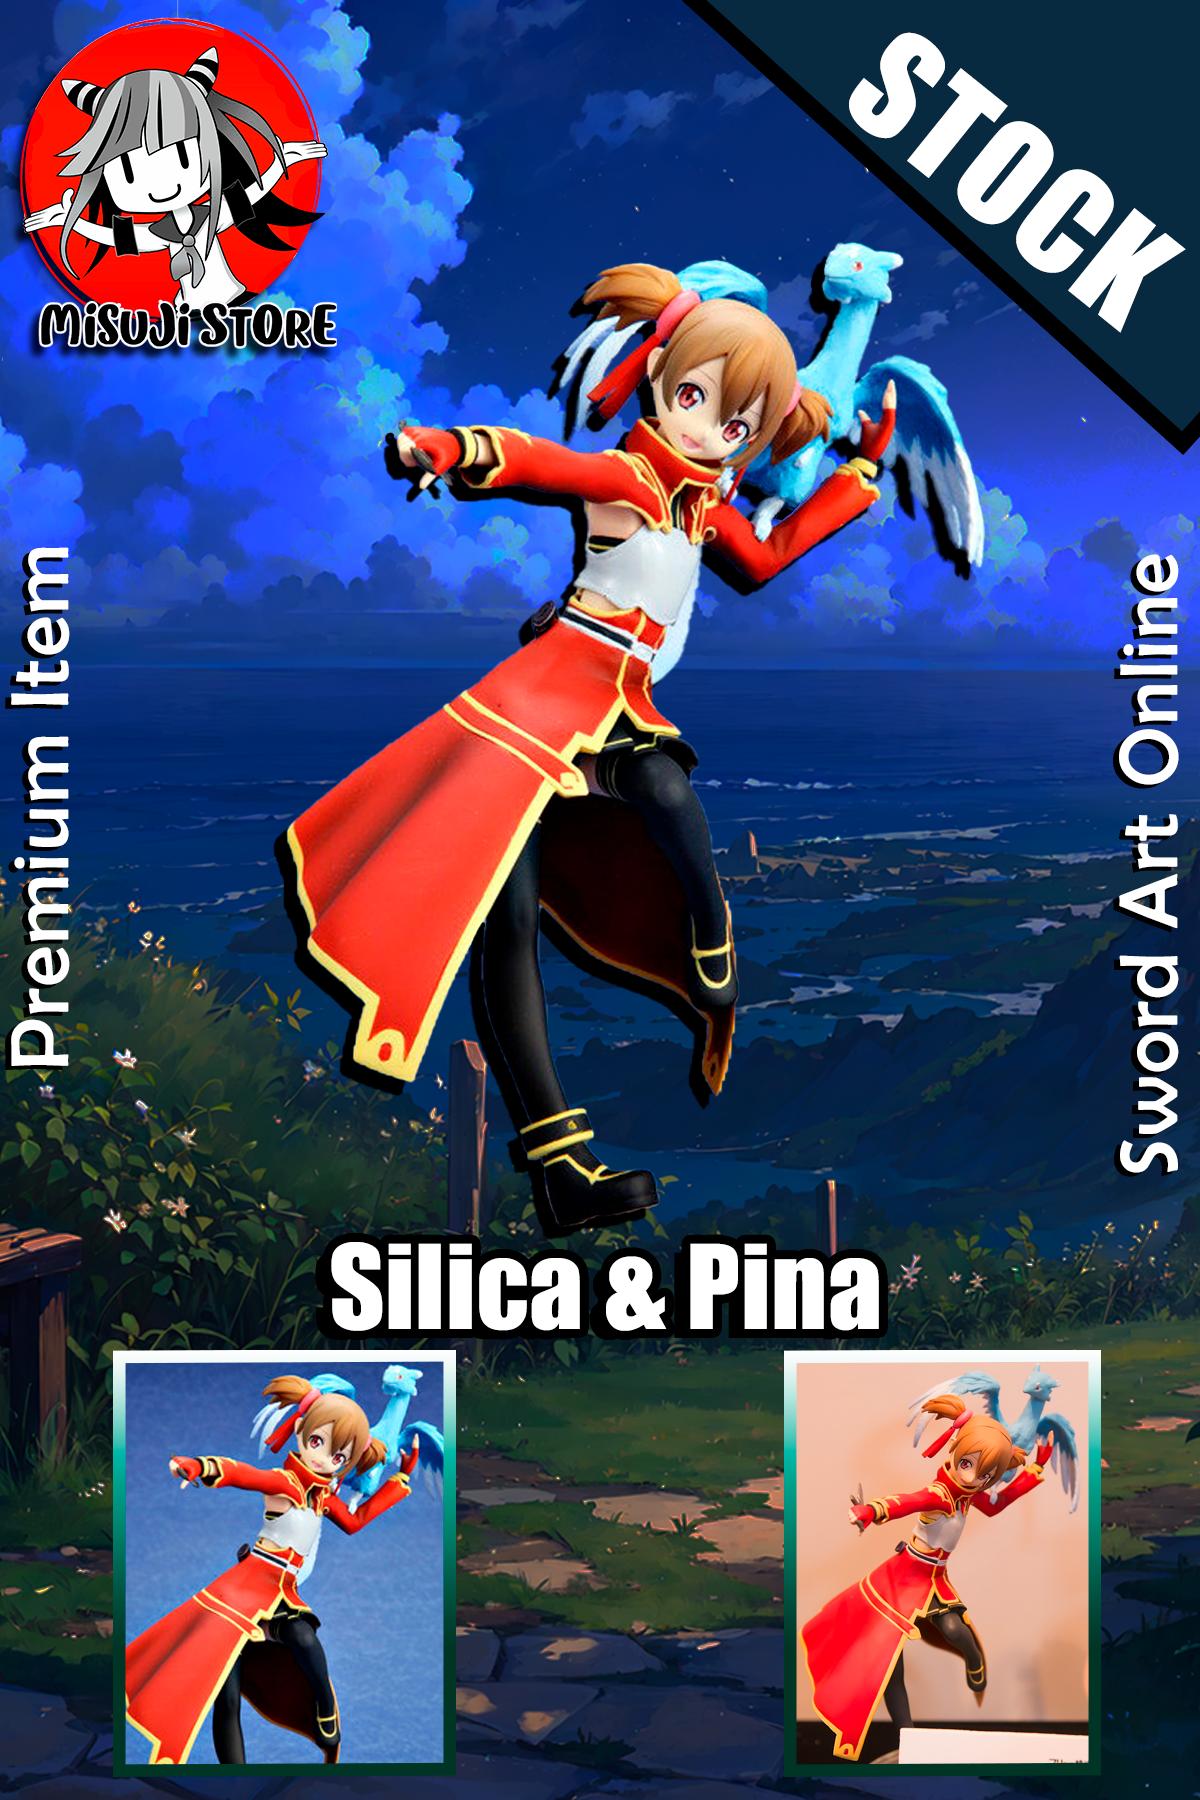 MISUJI STORE
STOCK
Premium Item
Sword Art Online
Silica & Pina